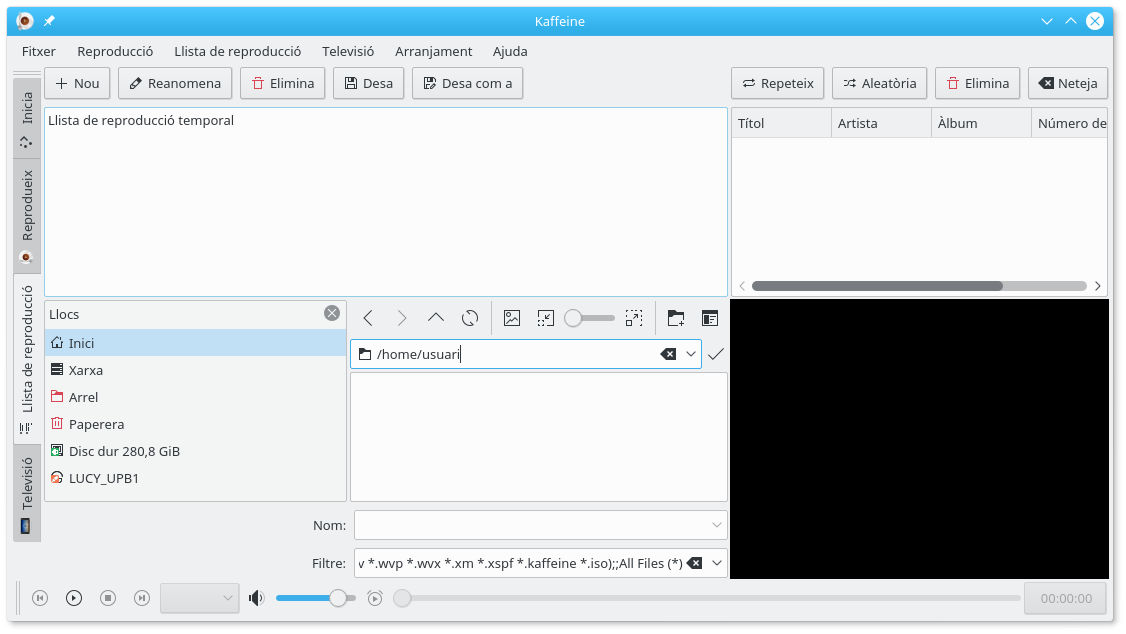 Kaffeine
Fitxer Reproducció Llista de reproducció Televisió Arranjament Ajuda
Nou Reanomena Elimina Desa Desa com a Repeteix Aleatòria Elimina Neteja
Inicia
Reprodueix
Llista de reproducció
Televisió
Llista de reproducció temporal
Títol Artista Àlbum Número de
Llocs
Inici
Xarxa
Arrel
Paperera
Disc dur 280,8 GiB
LUCY_UPB1
/home/usuari
Nom:
Filtre: v *.wvp *.wvx *.xm *.xspf *.kaffeine *.iso);;All Files (*)
00:00:00